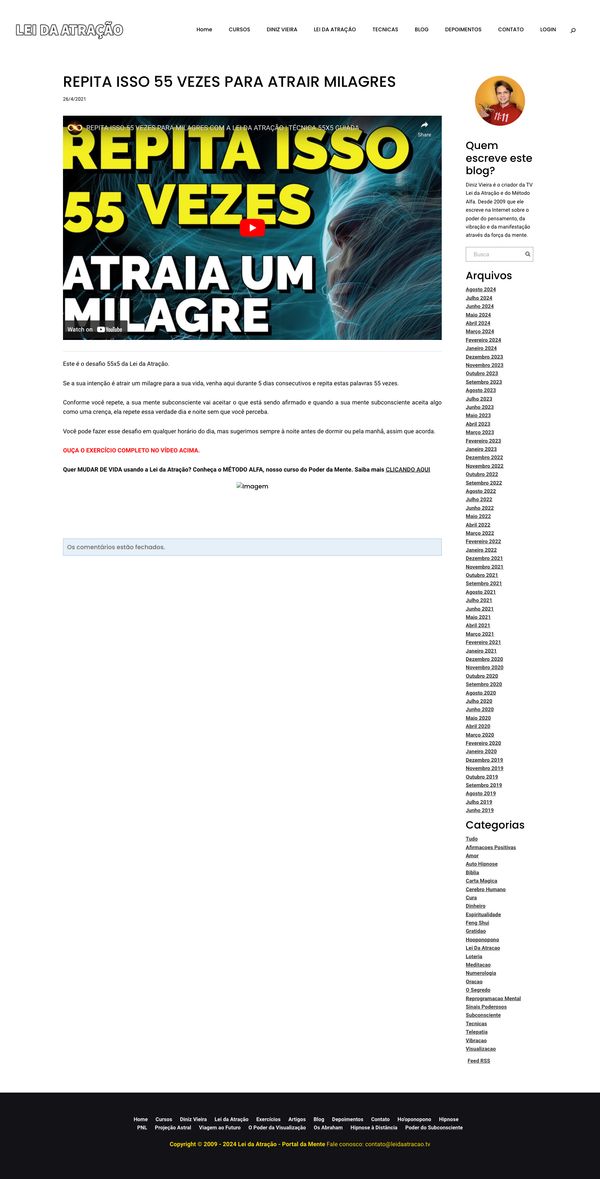 LEI DA ATRAÇÃO
Home CURSOS DINIZ VIEIRA LEI DA ATRAÇÃO TECNICAS BLOG DEPOIMENTOS CONTATO LOGIN
REPITA ISSO 55 VEZES PARA ATRAIR MILAGRES
26/4/2021
REPITA ISSO 55 VEZES PARA MILAGRES COM A LEI DA ATRAÇÃO | TÉCNICA 55X5 GUIADA
Share
REPITA ISSO
55 VEZES
ATRAIA UM
MILAGRE
Watch on YouTube
Este é o desafio 55x5 da Lei da Atração.
Se a sua intenção é atrair um milagre para a sua vida, venha aqui durante 5 dias consecutivos e repita estas palavras 55 vezes.
Conforme você repete, a sua mente subconsciente vai aceitar o que está sendo afirmado e quando a sua mente subconsciente aceita algo
como uma crença, ela repete essa verdade dia e noite sem que você perceba.
Você pode fazer esse desafio em qualquer horário do dia, mas sugerimos sempre à noite antes de dormir ou pela manhã, assim que acorda.
OUÇA O EXERCÍCIO COMPLETO NO VÍDEO ACIMA.
Quer MUDAR DE VIDA usando a Lei da Atração? Conheça o MÉTODO ALFA, nosso curso do Poder da Mente. Saiba mais CLICANDO AQUI
Imagem
Os comentários estão fechados.
11:11
Quem
escreve este
blog?
Diniz Vieira é o criador da TV
Lei da Atração e do Método
Alfa. Desde 2009 que ele
escreve na Internet sobre o
poder do pensamento, da
vibração e da manifestação
através da força da mente.
Busca
Arquivos
Agosto 2024
Julho 2024
Junho 2024
Maio 2024
Abril 2024
Março 2024
Fevereiro 2024
Janeiro 2024
Dezembro 2023
Novembro 2023
Outubro 2023
Setembro 2023
Agosto 2023
Julho 2023
Junho 2023
Maio 2023
Abril 2023
Março 2023
Fevereiro 2023
Janeiro 2023
Dezembro 2022
Novembro 2022
Outubro 2022
Setembro 2022
Agosto 2022
Julho 2022
Junho 2022
Maio 2022
Abril 2022
Março 2022
Fevereiro 2022
Janeiro 2022
Dezembro 2021
Novembro 2021
Outubro 2021
Setembro 2021
Agosto 2021
Julho 2021
Junho 2021
Maio 2021
Abril 2021
Março 2021
Fevereiro 2021
Janeiro 2021
Dezembro 2020
Novembro 2020
Outubro 2020
Setembro 2020
Agosto 2020
Julho 2020
Junho 2020
Maio 2020
Abril 2020
Março 2020
Fevereiro 2020
Janeiro 2020
Dezembro 2019
Novembro 2019
Outubro 2019
Setembro 2019
Agosto 2019
Julho 2019
Junho 2019
Categorias
Tudo
Afirmacoes Positivas
Amor
Auto Hipnose
Biblia
Carta Magica
Cerebro Humano
Cura
Dinheiro
Espiritualidade
Feng Shui
Gratidao
Hooponopono
Lei Da Atracao
Loteria
Meditacao
Numerologia
Oracao
O Segredo
Reprogramacao Mental
Sinais Poderosos
Subconsciente
Tecnicas
Telepatia
Vibracao
Visualizacao
Feed RSS
Home Cursos Diniz Vieira Lei da Atração Exercícios Artigos Blog Depoimentos Contato Ho'oponopono Hipnose
PNL Projeção Astral Viagem ao Futuro O Poder da Visualização Os Abraham Hipnose à Distância Poder do Subconsciente
Copyright © 2009 - 2024 Lei da Atração - Portal da Mente Fale conosco: contato@leidaatracao.tv